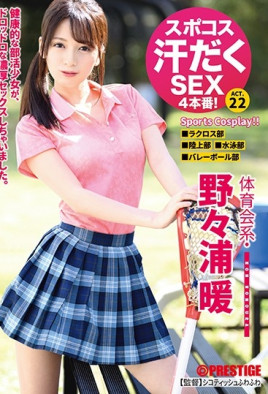 スポコス
汗だく
SEX
4本番!
ACT.
22
Sports Cosplay!!
■ラクロス部
■陸上部 ■水泳部
■バレーボール部
体育会系・
野々浦暖
健康的な部活少女が、
ドロッドロな濃厚セックスしちゃいました。
PRESTIGE
【監督】シコティッシュふわふわ